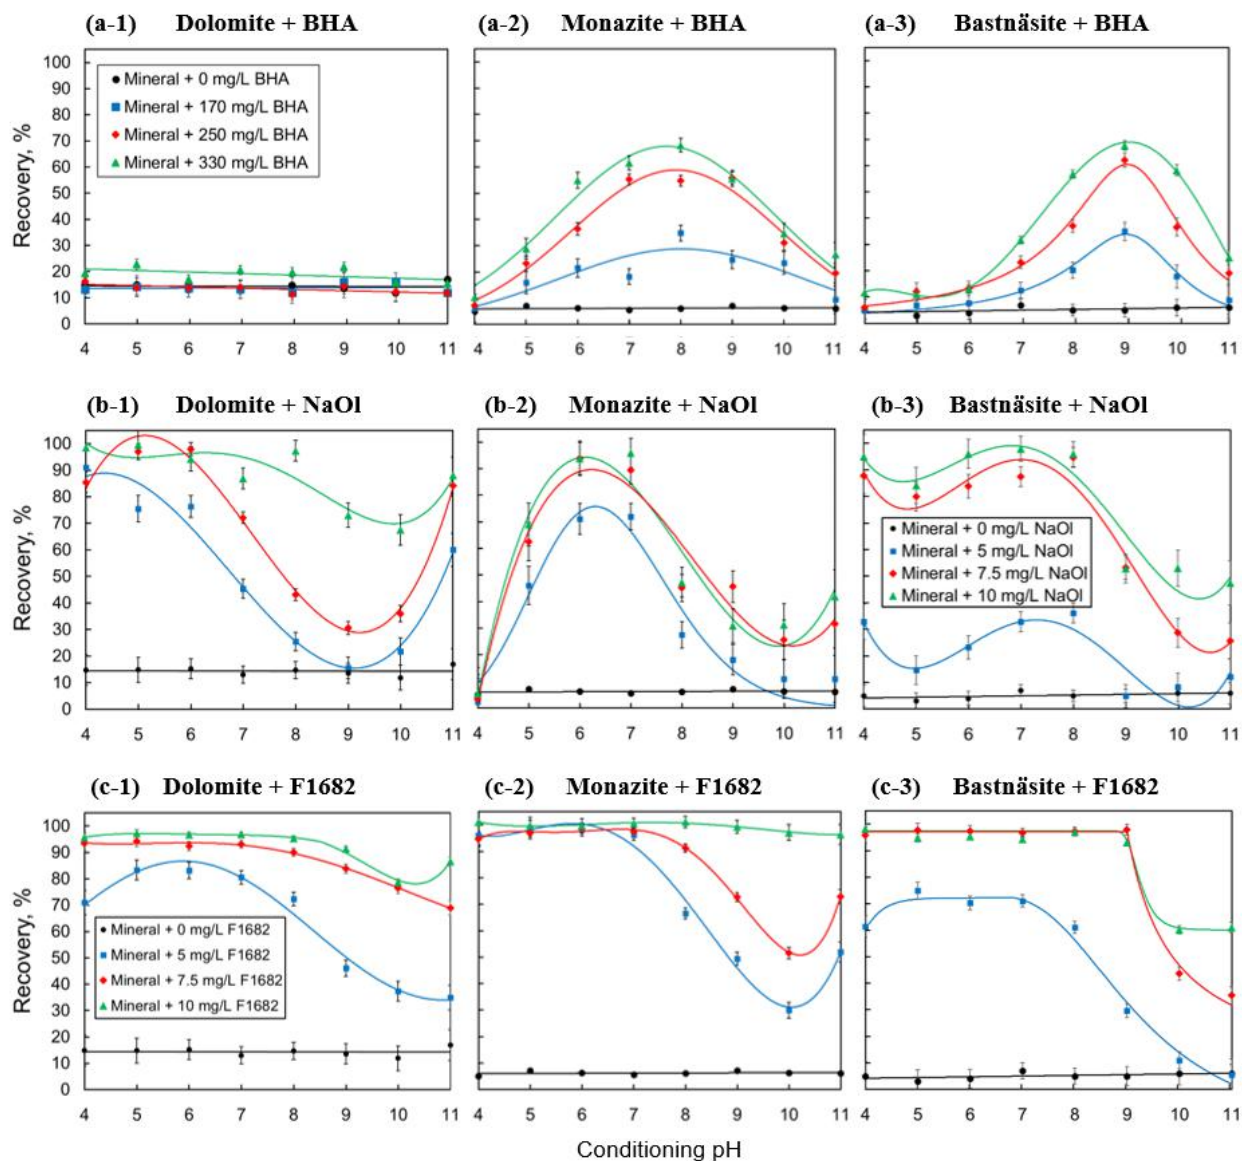 (a-1) Dolomite + BHA
(a-2) Monazite + BHA
(a-3) Bastnäsite + BHA
Recovery, %
100
90
80
70
60
50
40
30
20
10
0
Mineral + 0 mg/L BHA
Mineral + 170 mg/L BHA
Mineral + 250 mg/L BHA
Mineral + 330 mg/L BHA
4 5 6 7 8 9 10 11
4 5 6 7 8 9 10 11
4 5 6 7 8 9 10 11
(b-1) Dolomite + NaOl
(b-2) Monazite + NaOl
(b-3) Bastnäsite + NaOl
Recovery, %
100
90
80
70
60
50
40
30
20
10
0
Mineral + 0 mg/L NaOl
Mineral + 5 mg/L NaOl
Mineral + 7.5 mg/L NaOl
Mineral + 10 mg/L NaOl
4 5 6 7 8 9 10 11
4 5 6 7 8 9 10 11
4 5 6 7 8 9 10 11
(c-1) Dolomite + F1682
(c-2) Monazite + F1682
(c-3) Bastnäsite + F1682
Recovery, %
100
90
80
70
60
50
40
30
20
10
0
Mineral + 0 mg/L F1682
Mineral + 5 mg/L F1682
Mineral + 7.5 mg/L F1682
Mineral + 10 mg/L F1682
4 5 6 7 8 9 10 11
4 5 6 7 8 9 10 11
4 5 6 7 8 9 10 11
Conditioning pH